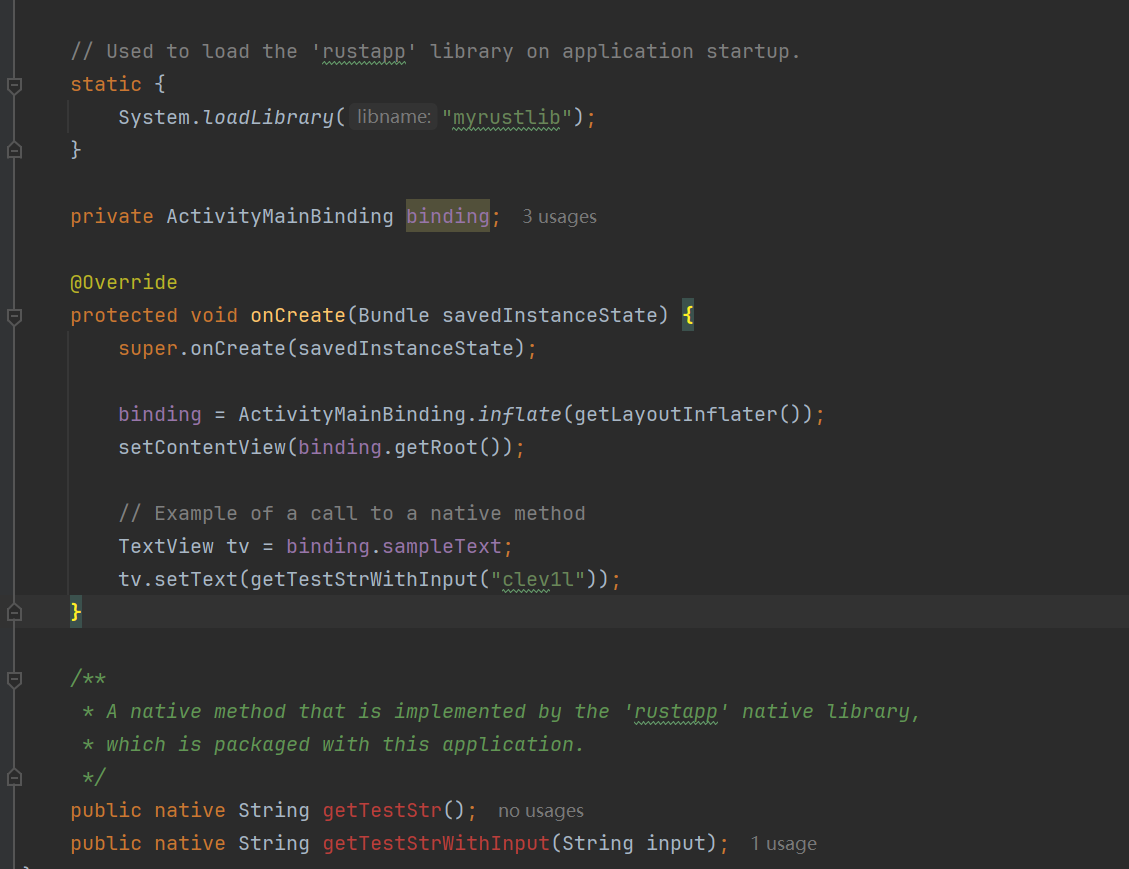 // Used to load the 'rustapp' library on application startup.
static {
System.loadLibrary( libname: "myrustlib");
}
private ActivityMainBinding binding; 3 usages
@Override
protected void onCreate(Bundle savedInstanceState) {
super.onCreate(savedInstanceState);
binding = ActivityMainBinding.inflate(getLayoutInflater());
setContentView(binding.getRoot());
// Example of a call to a native method
TextView tv = binding.sampleText;
tv.setText(getTestStrWithInput("clev1l"));
}
/**
* A native method that is implemented by the 'rustapp' native library,
* which is packaged with this application.
*/
public native String getTestStr(); no usages
public native String getTestStrWithInput(String input); 1 usage